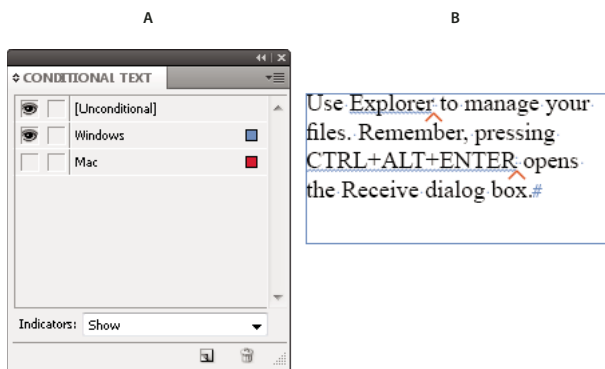 A
B
CONDITIONAL TEXT
[Unconditional]
Windows
Mac
Indicators: Show
Use Explorer to manage your
files. Remember, pressing
CTRL+ALT+ENTER opens
the Receive dialog box.#